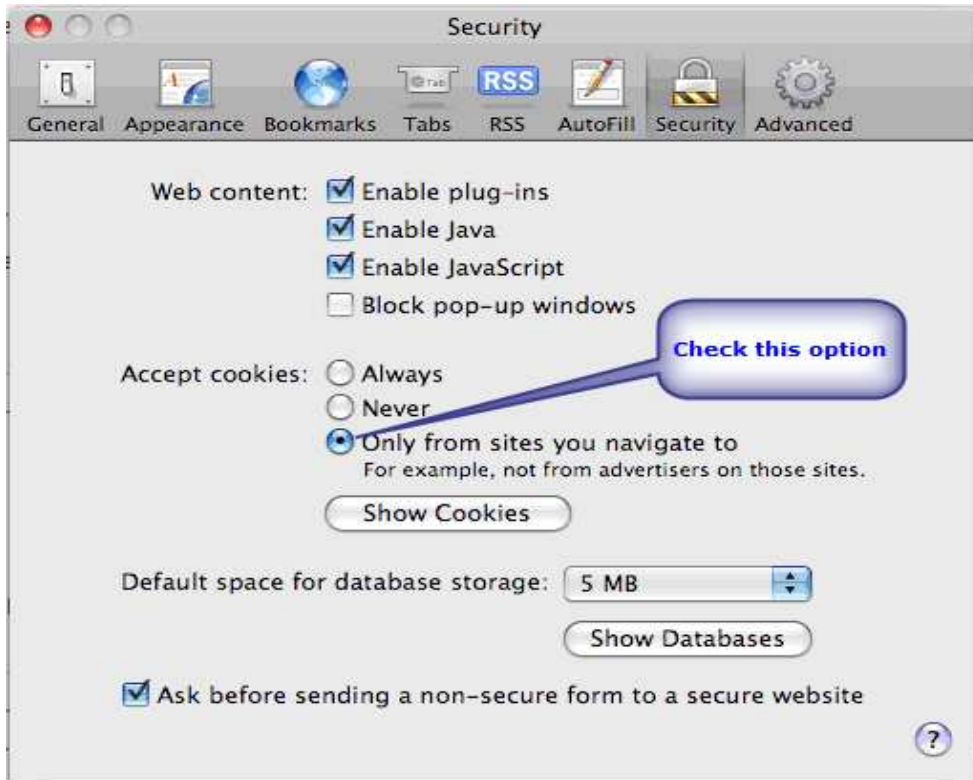 Security
General Appearance Bookmarks Tabs RSS AutoFill Security Advanced
Web content: Enable plug-ins
Enable Java
Enable JavaScript
Block pop-up windows
Check this option
Accept cookies: Always
Never
Only from sites you navigate to
For example, not from advertisers on those sites.
Show Cookies
Default space for database storage: 5 MB
Show Databases
Ask before sending a non-secure form to a secure website
?